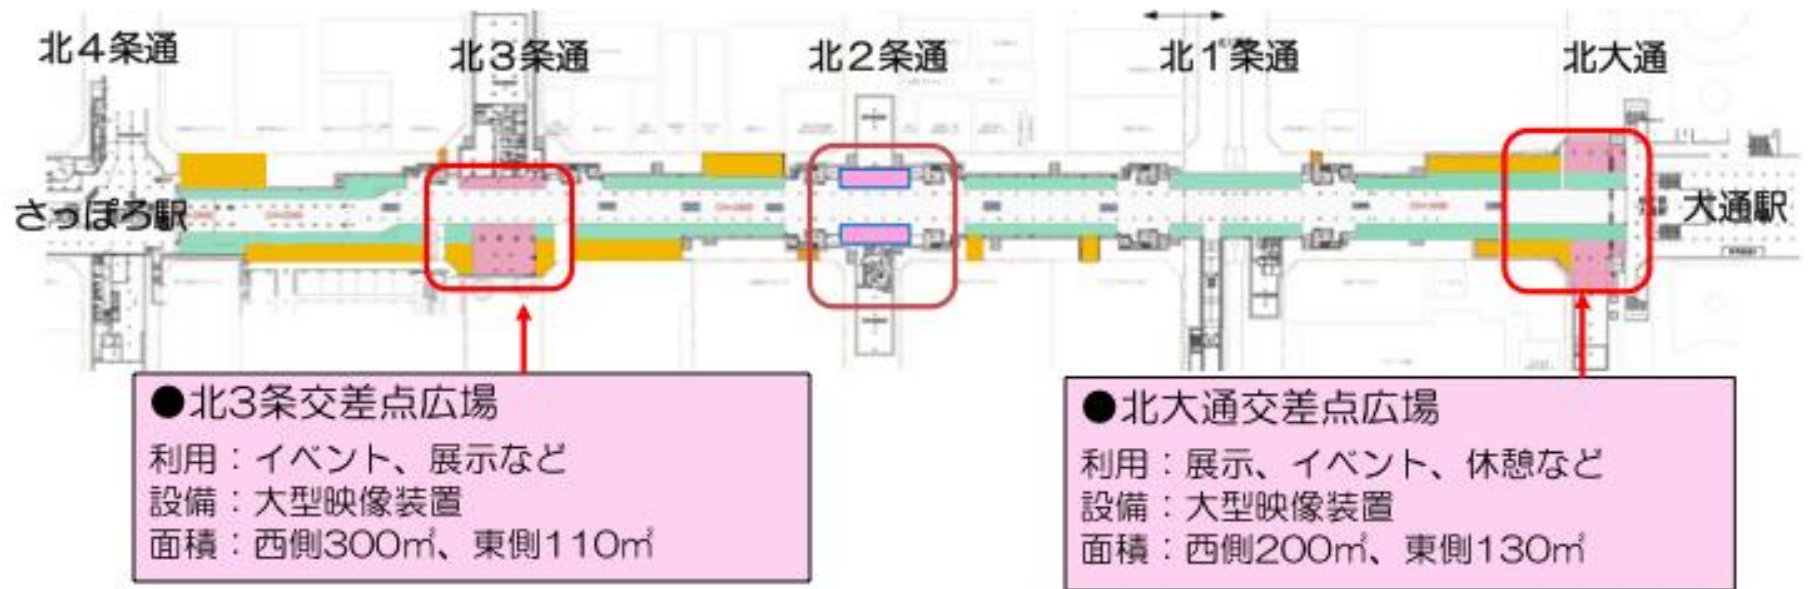 北4条通
北3条通
北2条通
北1条通
北大通
さっぽろ駅
大通駅
●北3条交差点広場
利用：イベント、展示など
設備：大型映像装置
面積：西側300㎡、東側110㎡
●北大通交差点広場
利用：展示、イベント、休憩など
設備：大型映像装置
面積：西側200㎡、東側130㎡